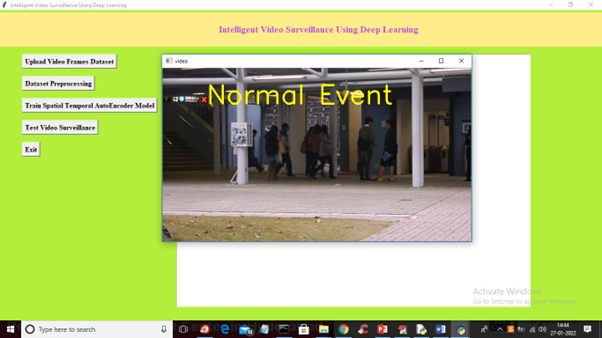 Intelligent Video Surveillance Using Deep Learning
Intelligent Video Surveillance Using Deep Learning
Upload Video Frames Dataset
Dataset Preprocessing
Train Spatial Temporal AutoEncoder Model
Test Video Surveillance
Exit
video
Normal Event
Activate Windows
Go to Settings to activate Windows.
Type here to search
14:44
27-01-2022